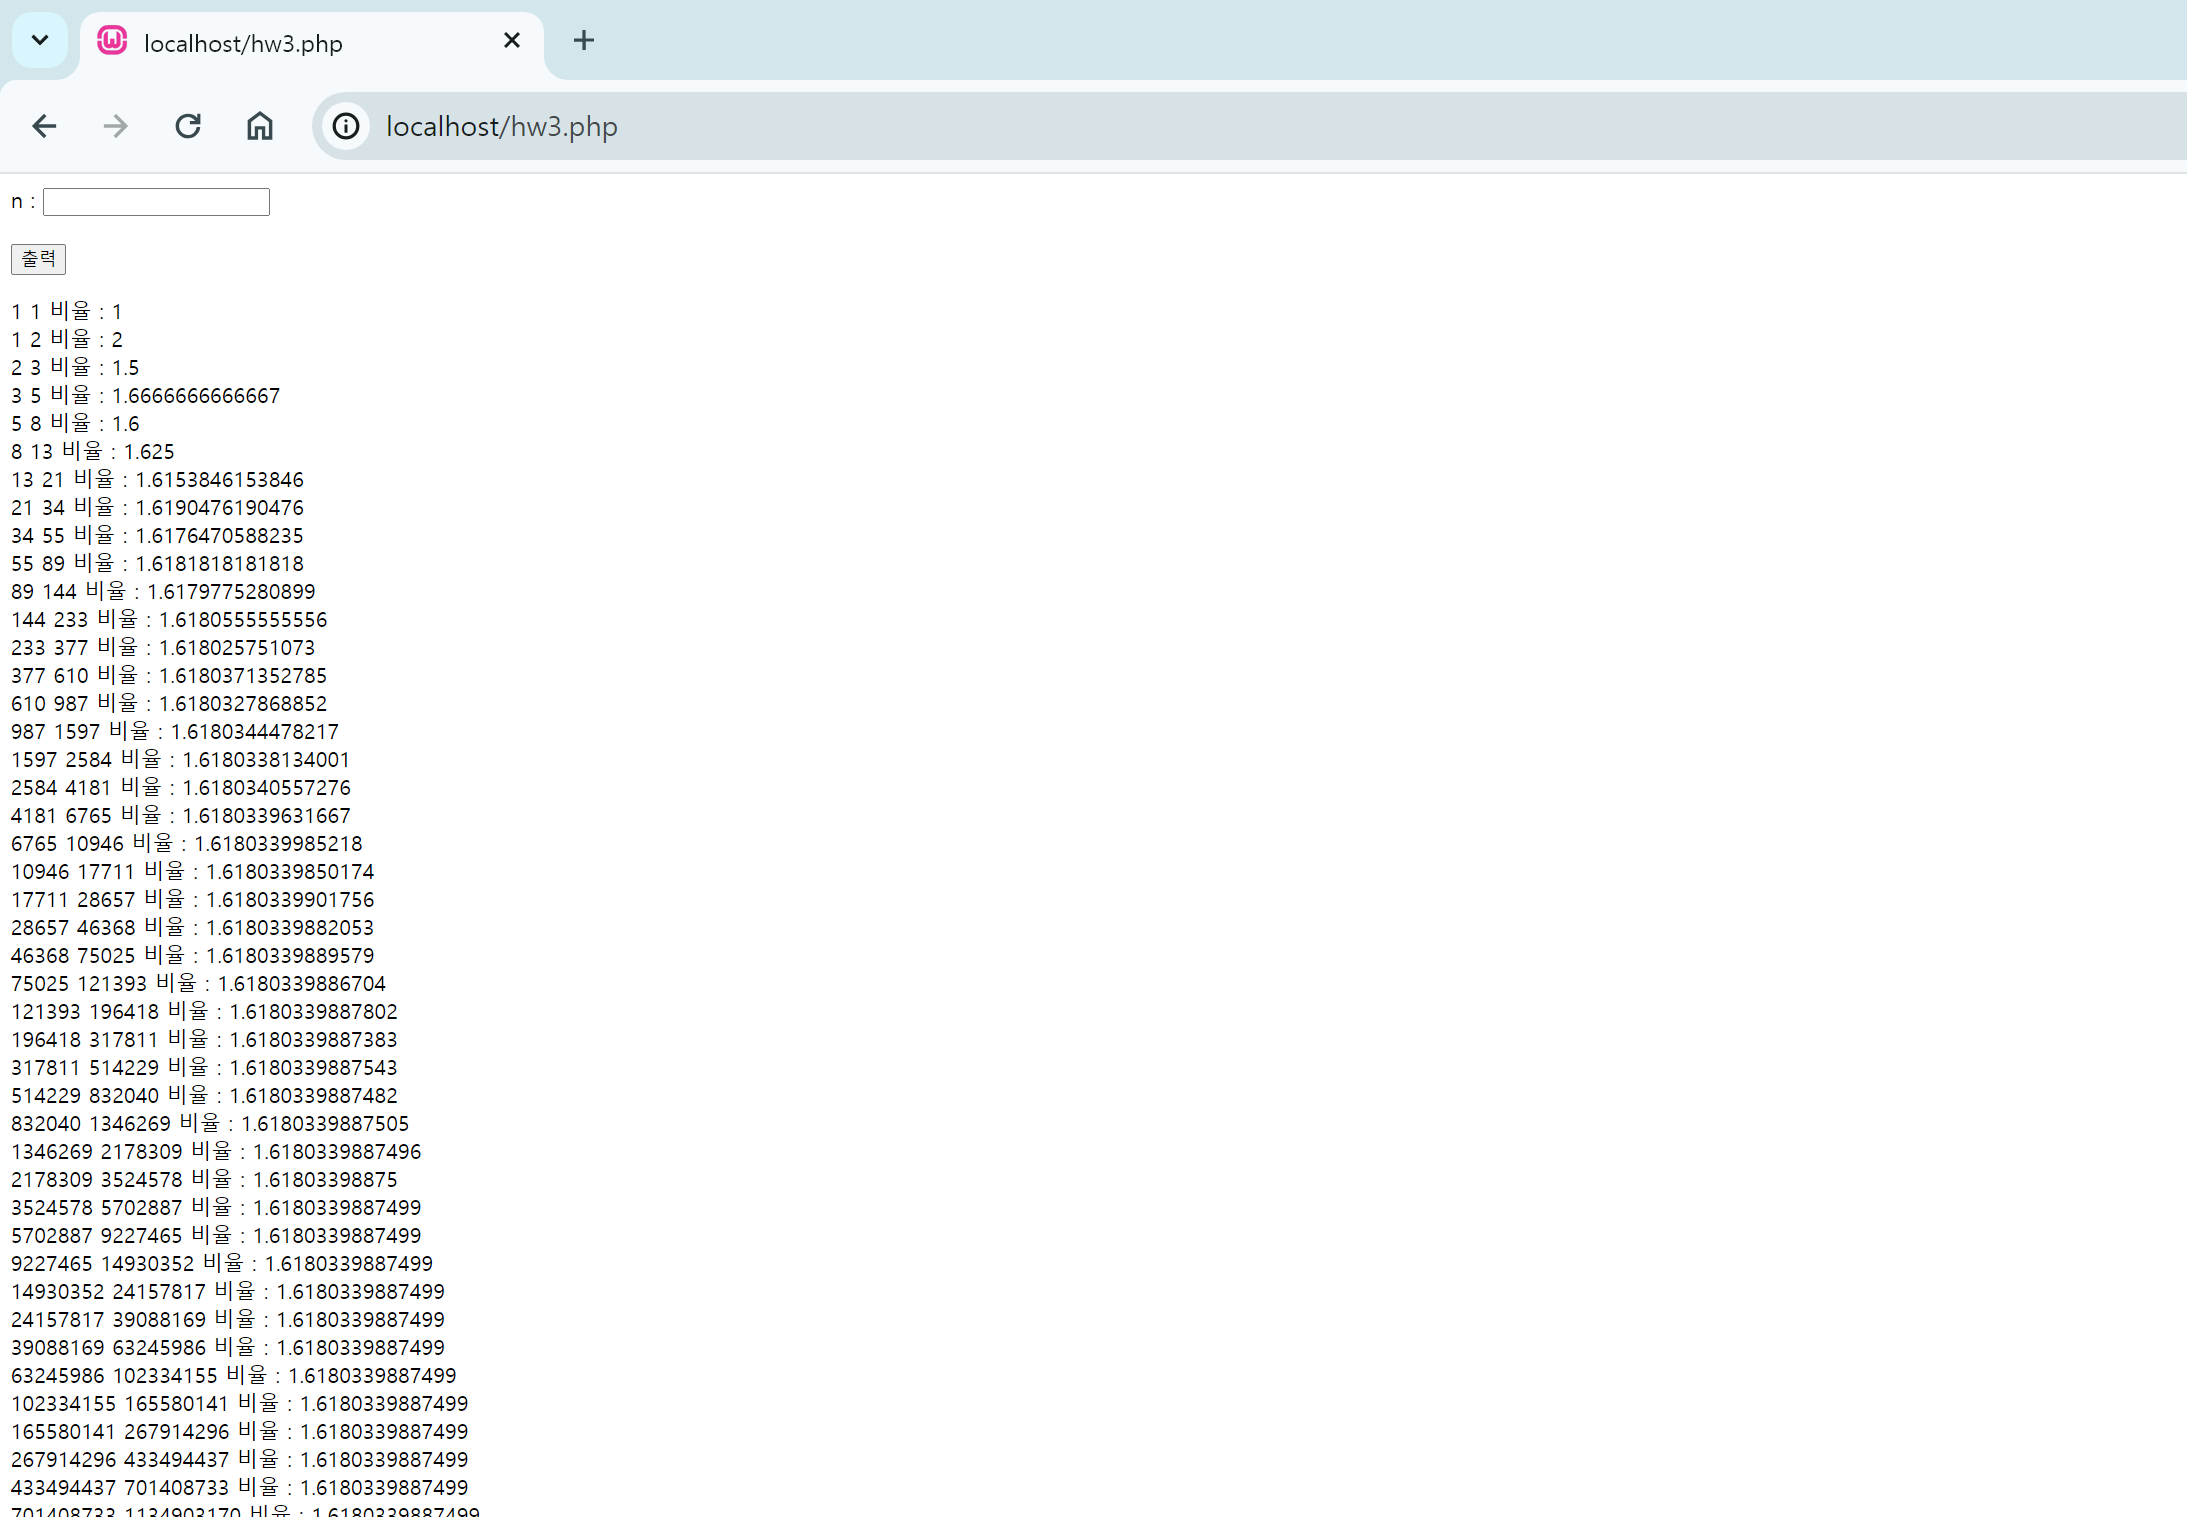 localhost/hw3.php
localhost/hw3.php
n :
출력
1 1 비율 : 1
1 2 비율 : 2
2 3 비율 : 1.5
3 5 비율 : 1.6666666666667
5 8 비율 : 1.6
8 13 비율 : 1.625
13 21 비율 : 1.6153846153846
21 34 비율 : 1.6190476190476
34 55 비율 : 1.6176470588235
55 89 비율 : 1.6181818181818
89 144 비율 : 1.6179775280899
144 233 비율 : 1.6180555555556
233 377 비율 : 1.618025751073
377 610 비율 : 1.6180371352785
610 987 비율 : 1.6180327868852
987 1597 비율 : 1.6180344478217
1597 2584 비율 : 1.6180338134001
2584 4181 비율 : 1.6180340557276
4181 6765 비율 : 1.6180339631667
6765 10946 비율 : 1.6180339985218
10946 17711 비율 : 1.6180339850174
17711 28657 비율 : 1.6180339901756
28657 46368 비율 : 1.6180339882053
46368 75025 비율 : 1.6180339889579
75025 121393 비율 : 1.6180339886704
121393 196418 비율 : 1.6180339887802
196418 317811 비율 : 1.6180339887383
317811 514229 비율 : 1.6180339887543
514229 832040 비율 : 1.6180339887482
832040 1346269 비율 : 1.6180339887505
1346269 2178309 비율 : 1.6180339887496
2178309 3524578 비율 : 1.61803398875
3524578 5702887 비율 : 1.6180339887499
5702887 9227465 비율 : 1.6180339887499
9227465 14930352 비율 : 1.6180339887499
14930352 24157817 비율 : 1.6180339887499
24157817 39088169 비율 : 1.6180339887499
39088169 63245986 비율 : 1.6180339887499
63245986 102334155 비율 : 1.6180339887499
102334155 165580141 비율 : 1.6180339887499
165580141 267914296 비율 : 1.6180339887499
267914296 433494437 비율 : 1.6180339887499
433494437 701408733 비율 : 1.6180339887499
701408733 1134903170 비율 : 1.6180339887499